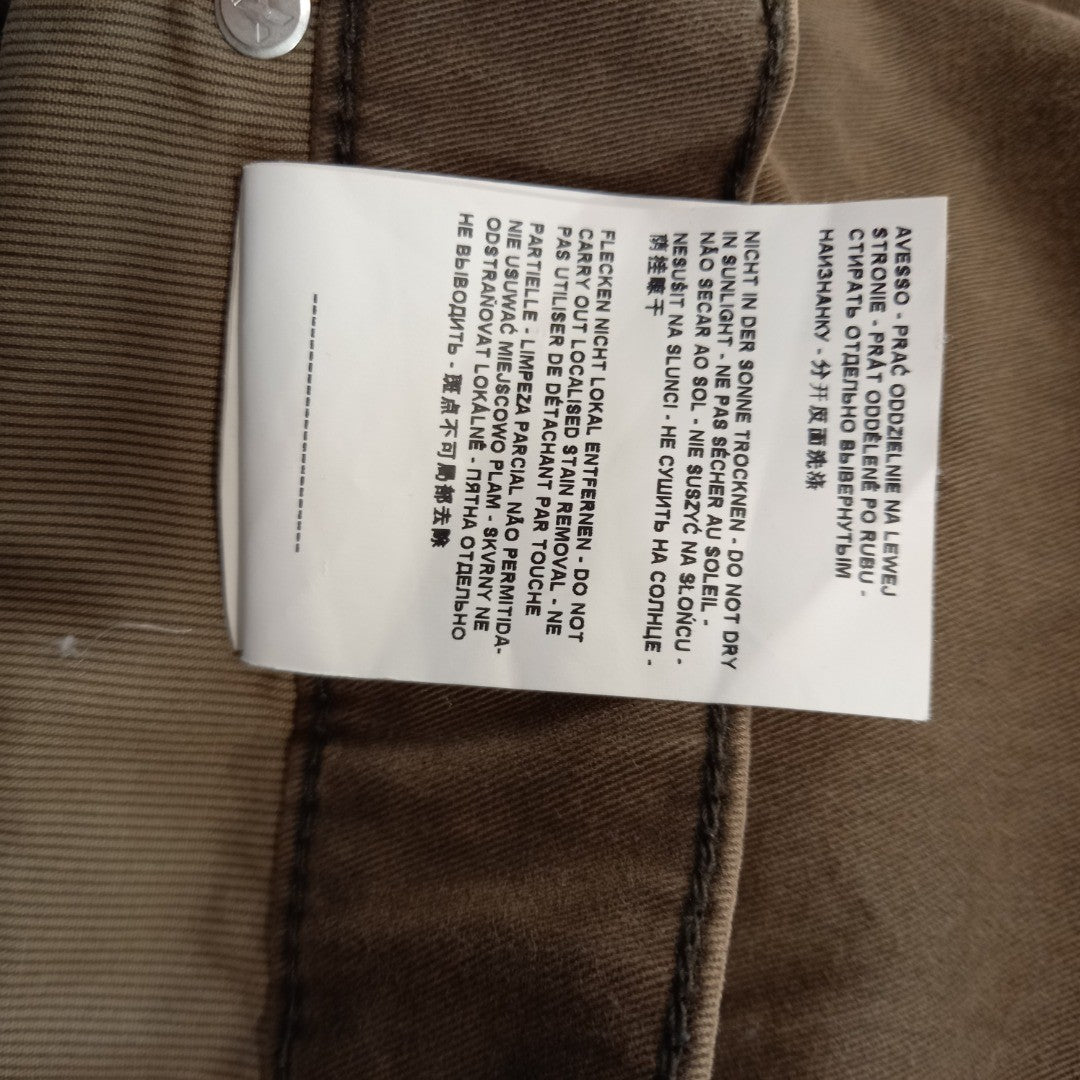 AVESSO - PRAĆ ODDZIELNIE NA LEWEJ
STRONIE - PRÁT ODDĚLENÉ PO RUBU -
СТИРАТЬ ОТДЕЛЬНО ВЫВЕРНУТЫМ
НАИЗНАНКУ - 分开反面洗涤
NICHT IN DER SONNE TROCKNEN - DO NOT DRY
IN SUNLIGHT - NE PAS SÉCHER AU SOLEIL -
NÃO SECAR AO SOL - NIE SUSZYĆ NA SŁOŃCU -
NESUŠIT NA SLUNCI - НЕ СУШИТЬ НА СОЛНЦЕ -
荫挂晾干
FLECKEN NICHT LOKAL ENTFERNEN - DO NOT
CARRY OUT LOCALISED STAIN REMOVAL - NE
PAS UTILISER DE DÉTACHANT PAR TOUCHE
PARTIELLE - LIMPEZA PARCIAL NÃO PERMITIDA-
NIE USUWAĆ MIEJSCOWO PLAM - SKVRNY NE
ODSTRAŇOVAT LOKÁLNĚ - ПЯТНА ОТДЕЛЬНО
НЕ ВЫВОДИТЬ - 斑点不可局部去除